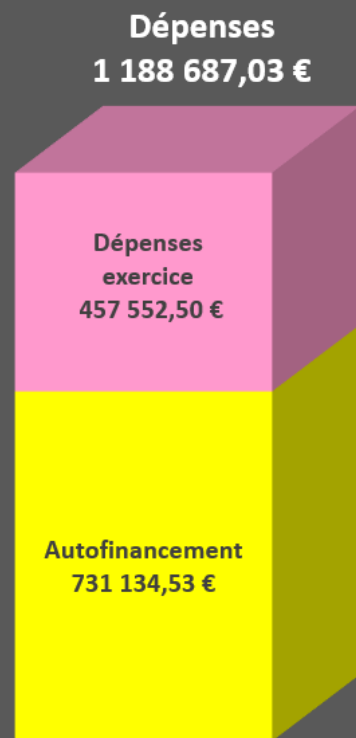 Dépenses
1 188 687,03 €
Dépenses
exercice
457 552,50 €
Autofinancement
731 134,53 €